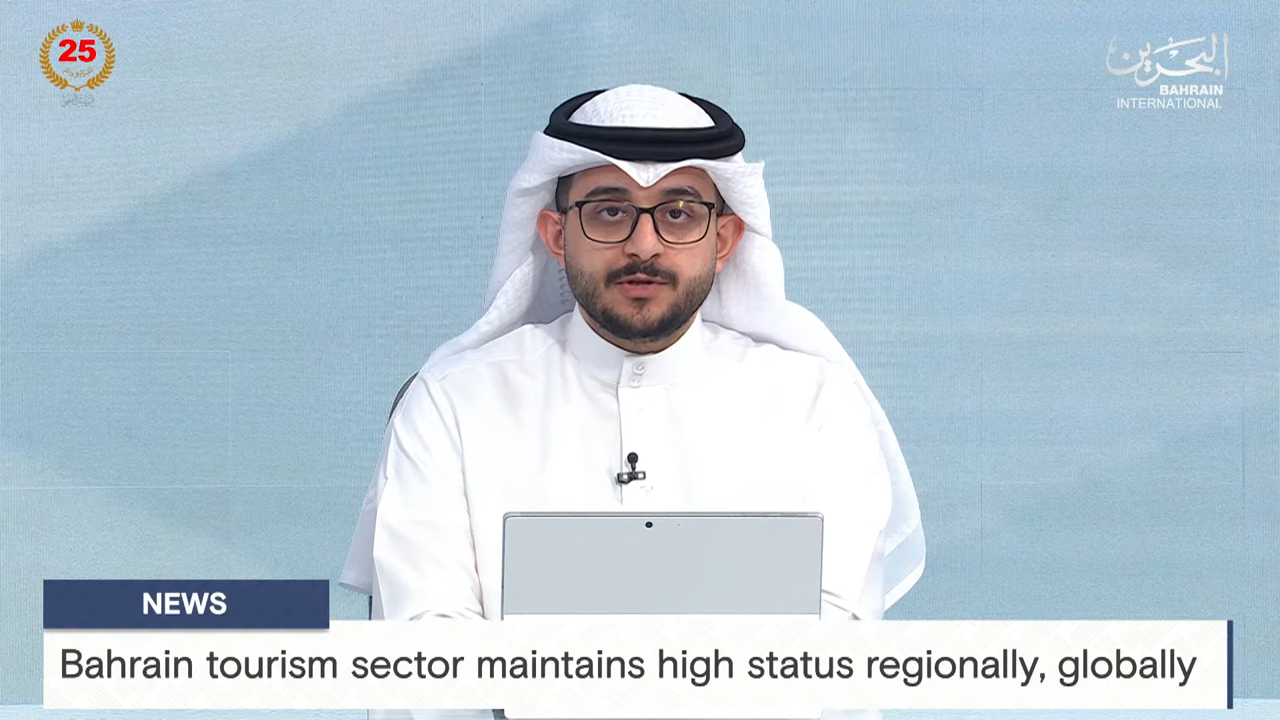 25
البحرين
BAHRAIN
INTERNATIONAL
NEWS
Bahrain tourism sector maintains high status regionally, globally